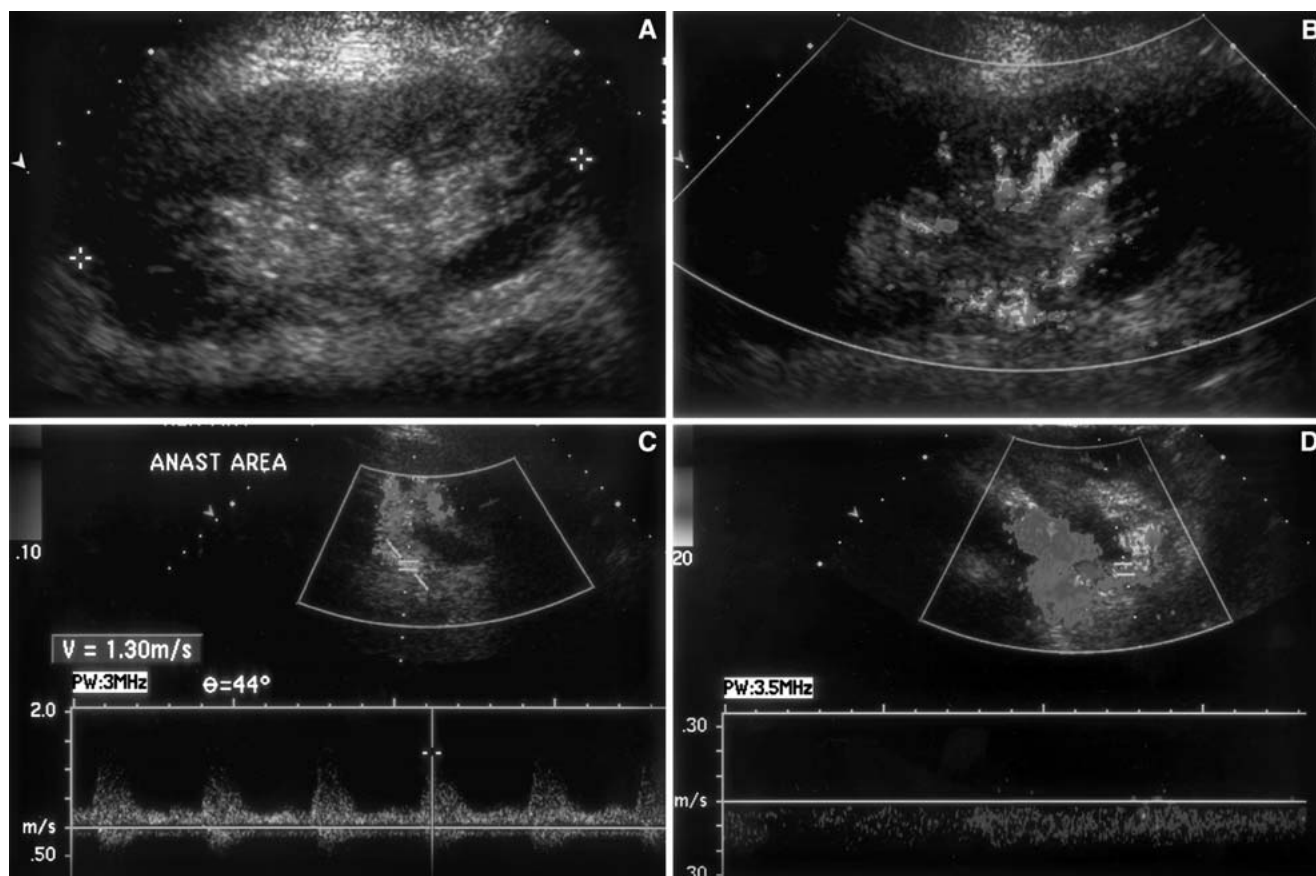 A
B
ANAST AREA
C
.10
V = 1.30m/s
PW:3MHz
θ=44°
2.0
m/s
.50
D
20
PW:3.5MHz
.30
m/s
.30